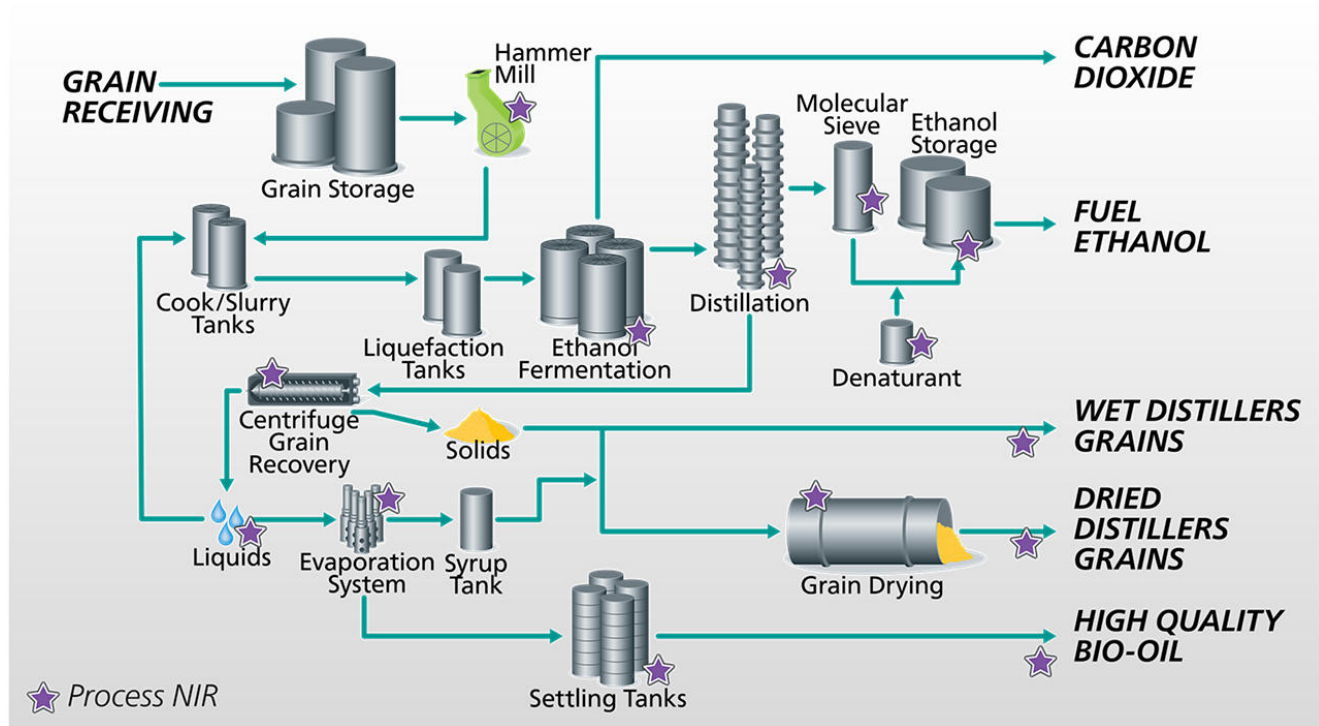 GRAIN
RECEIVING
Grain Storage
Hammer
Mill
CARBON
DIOXIDE
Molecular
Sieve
Ethanol
Storage
FUEL
ETHANOL
Cook/Slurry
Tanks
Liquefaction
Tanks
Ethanol
Fermentation
Distillation
Denaturant
Centrifuge
Grain
Recovery
Solids
WET DISTILLERS
GRAINS
Liquids
Evaporation
System
Syrup
Tank
Grain Drying
DRIED
DISTILLERS
GRAINS
Settling Tanks
HIGH QUALITY
BIO-OIL
Process NIR